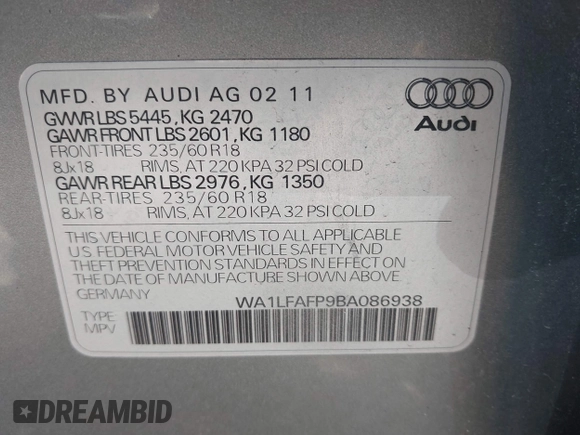 MFD. BY AUDI AG 02 11
GVWR LBS 5445, KG 2470
GAWR FRONT LBS 2601, KG 1180
FRONT-TIRES 235/60 R18
8Jx18 RIMS, AT 220 KPA 32 PSI COLD
GAWR REAR LBS 2976, KG 1350
REAR-TIRES 235/60 R18
8Jx18 RIMS, AT 220 KPA 32 PSI COLD
Audi
THIS VEHICLE CONFORMS TO ALL APPLICABLE
U.S. FEDERAL MOTOR VEHICLE SAFETY AND
THEFT PREVENTION STANDARDS IN EFFECT ON
THE DATE OF MANUFACTURE SHOWN ABOVE.
GERMANY WA1LFAFP9BA086938
TYPE:
MPV
DREAMBID